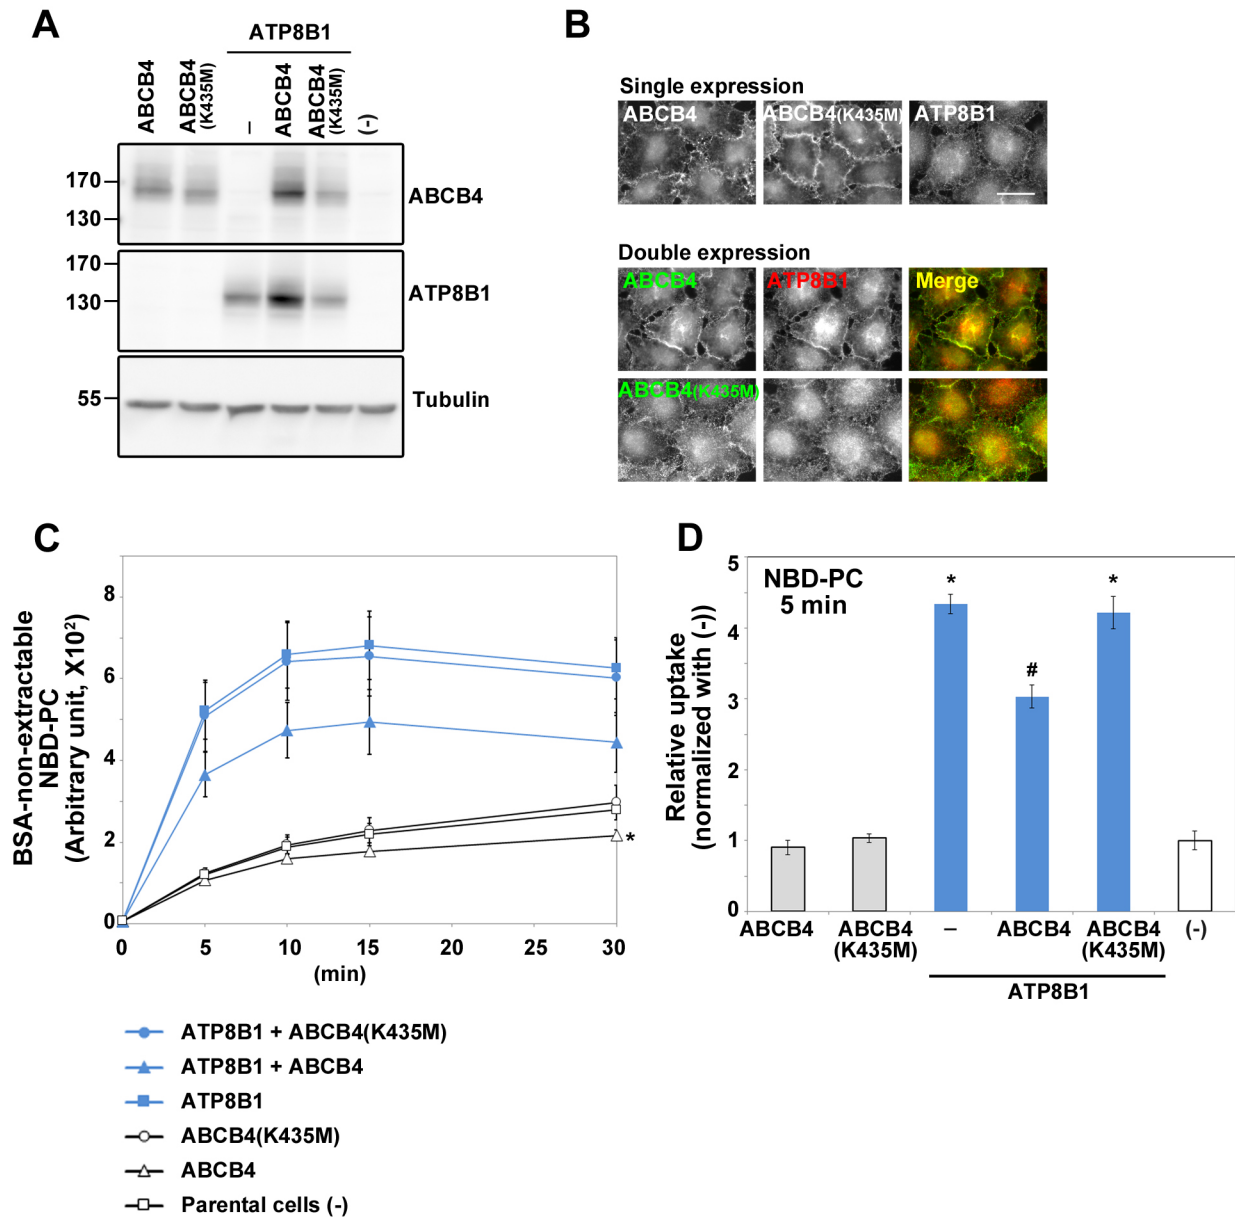 A
ATP8B1
ABCB4
ABCB4
(K435M)
–
ABCB4
ABCB4
(K435M)
(-)
170
130
ABCB4
170
130
ATP8B1
55
Tubulin
B
Single expression
ABCB4
ABCB4(K435M)
ATP8B1
Double expression
ABCB4
ATP8B1
Merge
ABCB4(K435M)
C
BSA-non-extractable
NBD-PC
(Arbitrary unit, X10²)
8
6
4
2
0
*
0 5 10 15 20 25 30
(min)
ATP8B1 + ABCB4(K435M)
ATP8B1 + ABCB4
ATP8B1
ABCB4(K435M)
ABCB4
Parental cells (-)
D
NBD-PC
5 min
Relative uptake
(normalized with (-))
5
4
3
2
1
0
* # *
ABCB4 ABCB4 – ABCB4 ABCB4 (-)
(K435M) (K435M)
ATP8B1